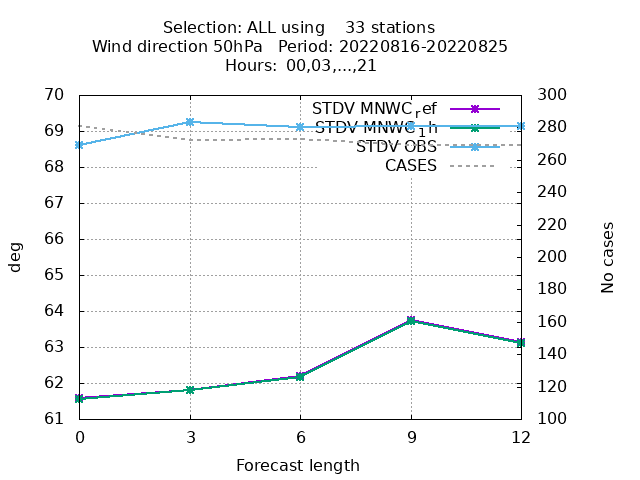 Selection: ALL using    33 stations
Wind direction 50hPa   Period: 20220816-20220825
Hours:  00,03,...,21
70
69
68
67
66
65
64
63
62
61
300
280
260
240
220
200
180
160
140
120
100
STDV MNWC_ref
STDV MNWC_1h
STDV OBS
CASES
deg
No cases
0 3 6 9 12
Forecast length